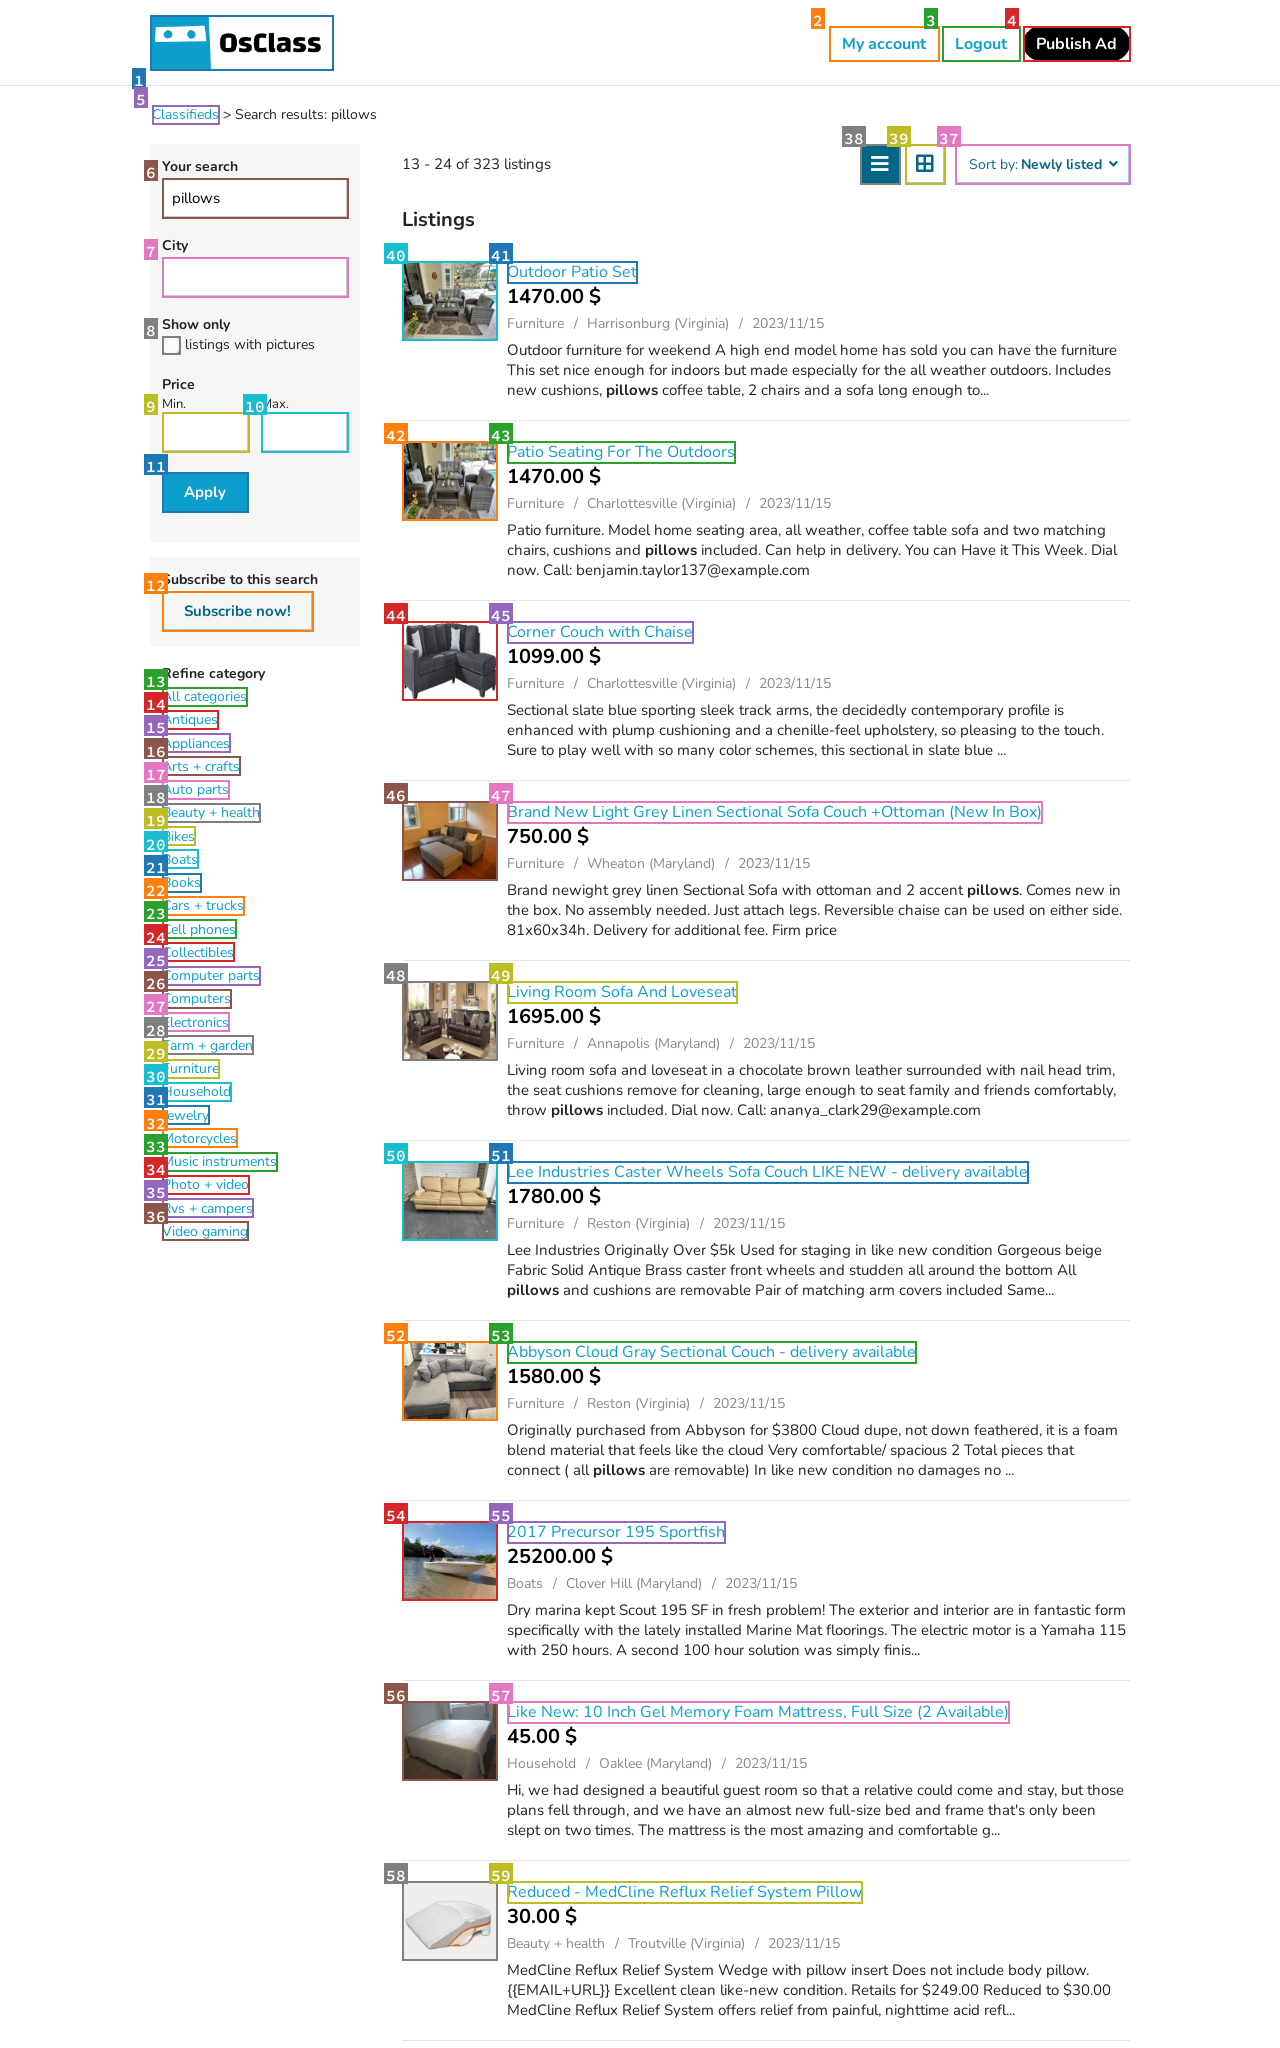 OsClass
1
2
My account
3
Logout
4
Publish Ad
5
Classifieds > Search results: pillows
6
Your search
pillows
7
City
8
Show only
listings with pictures
Price
9
Min.
10
Max.
11
Apply
12
Subscribe to this search
Subscribe now!
Refine category
13
All categories
14
Antiques
15
Appliances
16
Arts + crafts
17
Auto parts
18
Beauty + health
19
Bikes
20
Boats
21
Books
22
Cars + trucks
23
Cell phones
24
Collectibles
25
Computer parts
26
Computers
27
Electronics
28
Farm + garden
29
Furniture
30
Household
31
Jewelry
32
Motorcycles
33
Music instruments
34
Photo + video
35
Rvs + campers
36
Video gaming
13 - 24 of 323 listings
38
39
37
Sort by: Newly listed
Listings
40
41
Outdoor Patio Set
1470.00 $
Furniture / Harrisonburg (Virginia) / 2023/11/15
Outdoor furniture for weekend A high end model home has sold you can have the furniture
This set nice enough for indoors but made especially for the all weather outdoors. Includes
new cushions, pillows coffee table, 2 chairs and a sofa long enough to...
42
43
Patio Seating For The Outdoors
1470.00 $
Furniture / Charlottesville (Virginia) / 2023/11/15
Patio furniture. Model home seating area, all weather, coffee table sofa and two matching
chairs, cushions and pillows included. Can help in delivery. You can Have it This Week. Dial
now. Call: benjamin.taylor137@example.com
44
45
Corner Couch with Chaise
1099.00 $
Furniture / Charlottesville (Virginia) / 2023/11/15
Sectional slate blue sporting sleek track arms, the decidedly contemporary profile is
enhanced with plump cushioning and a chenille-feel upholstery, so pleasing to the touch.
Sure to play well with so many color schemes, this sectional in slate blue ...
46
47
Brand New Light Grey Linen Sectional Sofa Couch +Ottoman (New In Box)
750.00 $
Furniture / Wheaton (Maryland) / 2023/11/15
Brand newight grey linen Sectional Sofa with ottoman and 2 accent pillows. Comes new in
the box. No assembly needed. Just attach legs. Reversible chaise can be used on either side.
81x60x34h. Delivery for additional fee. Firm price
48
49
Living Room Sofa And Loveseat
1695.00 $
Furniture / Annapolis (Maryland) / 2023/11/15
Living room sofa and loveseat in a chocolate brown leather surrounded with nail head trim,
the seat cushions remove for cleaning, large enough to seat family and friends comfortably,
throw pillows included. Dial now. Call: ananya_clark29@example.com
50
51
Lee Industries Caster Wheels Sofa Couch LIKE NEW - delivery available
1780.00 $
Furniture / Reston (Virginia) / 2023/11/15
Lee Industries Originally Over $5k Used for staging in like new condition Gorgeous beige
Fabric Solid Antique Brass caster front wheels and studden all around the bottom All
pillows and cushions are removable Pair of matching arm covers included Same...
52
53
Abbyson Cloud Gray Sectional Couch - delivery available
1580.00 $
Furniture / Reston (Virginia) / 2023/11/15
Originally purchased from Abbyson for $3800 Cloud dupe, not down feathered, it is a foam
blend material that feels like the cloud Very comfortable/ spacious 2 Total pieces that
connect ( all pillows are removable) In like new condition no damages no ...
54
55
2017 Precursor 195 Sportfish
25200.00 $
Boats / Clover Hill (Maryland) / 2023/11/15
Dry marina kept Scout 195 SF in fresh problem! The exterior and interior are in fantastic form
specifically with the lately installed Marine Mat floorings. The electric motor is a Yamaha 115
with 250 hours. A second 100 hour solution was simply finis...
56
57
Like New: 10 Inch Gel Memory Foam Mattress, Full Size (2 Available)
45.00 $
Household / Oaklee (Maryland) / 2023/11/15
Hi, we had designed a beautiful guest room so that a relative could come and stay, but those
plans fell through, and we have an almost new full-size bed and frame that's only been
slept on two times. The mattress is the most amazing and comfortable g...
58
59
Reduced - MedCline Reflux Relief System Pillow
30.00 $
Beauty + health / Troutville (Virginia) / 2023/11/15
MedCline Reflux Relief System Wedge with pillow insert Does not include body pillow.
{{EMAIL+URL}} Excellent clean like-new condition. Retails for $249.00 Reduced to $30.00
MedCline Reflux Relief System offers relief from painful, nighttime acid refl...